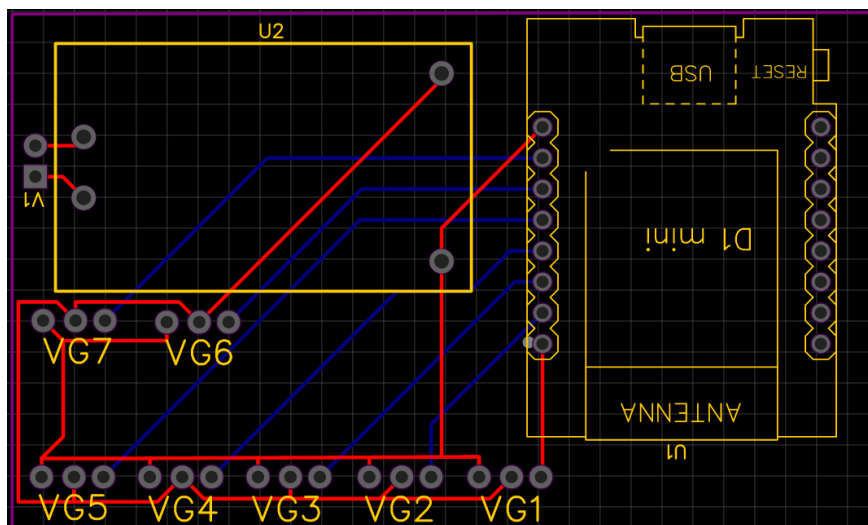 U2
USB
RESET
V1
D1 mini
VG7
VG6
ANTENNA
U1
VG5
VG4
VG3
VG2
VG1